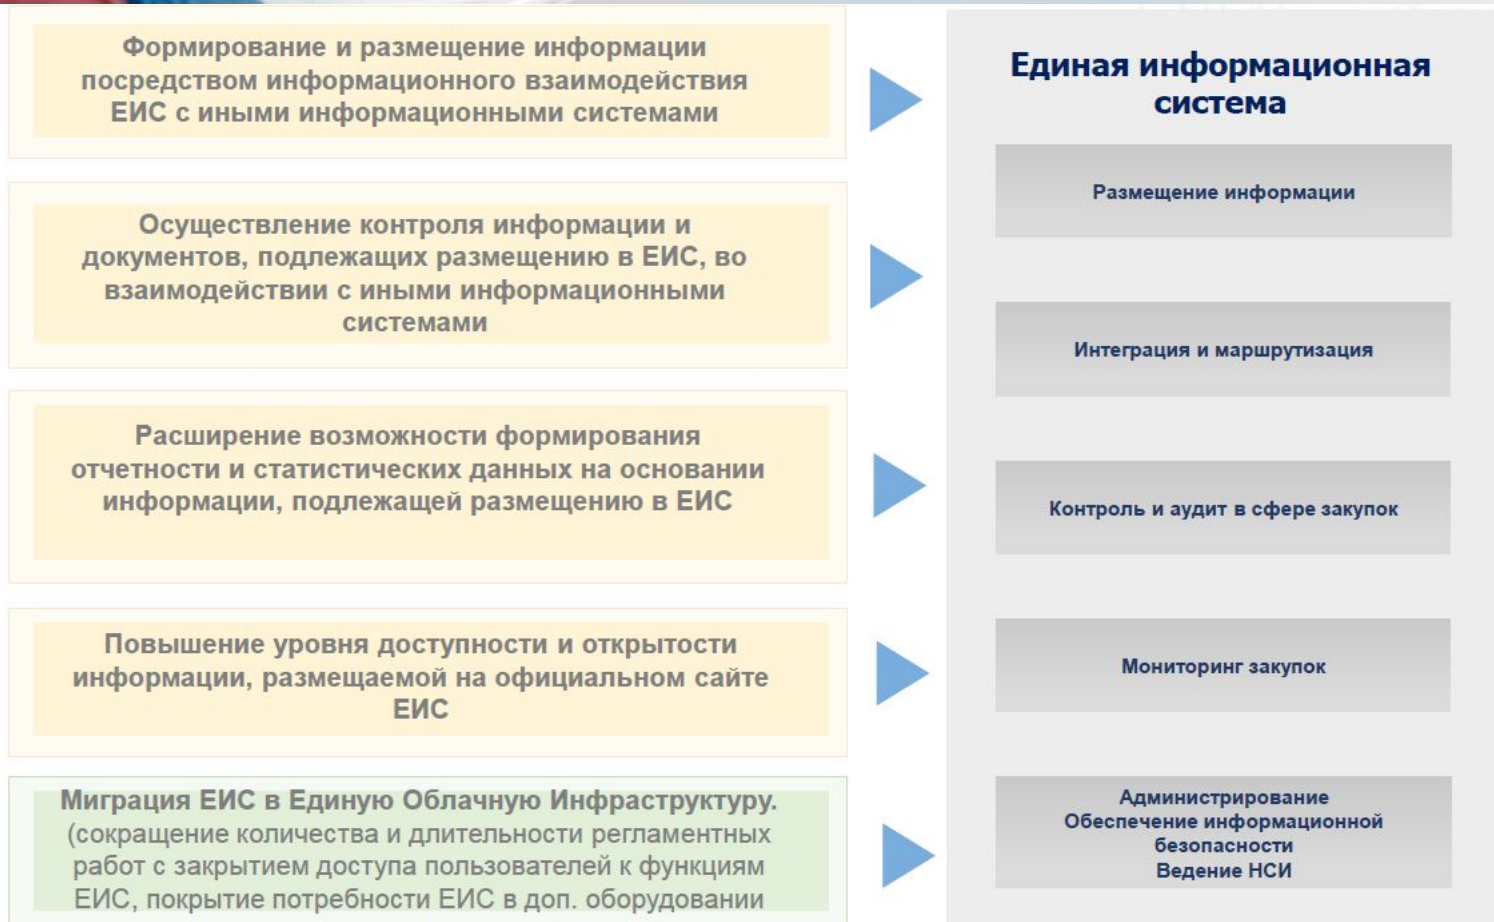 Формирование и размещение информации
посредством информационного взаимодействия
ЕИС с иными информационными системами
Осуществление контроля информации и
документов, подлежащих размещению в ЕИС, во
взаимодействии с иными информационными
системами
Расширение возможности формирования
отчетности и статистических данных на основании
информации, подлежащей размещению в ЕИС
Повышение уровня доступности и открытости
информации, размещаемой на официальном сайте
ЕИС
Миграция ЕИС в Единую Облачную Инфраструктуру.
(сокращение количества и длительности регламентных
работ с закрытием доступа пользователей к функциям
ЕИС, покрытие потребности ЕИС в доп. оборудовании
Единая информационная
система
Размещение информации
Интеграция и маршрутизация
Контроль и аудит в сфере закупок
Мониторинг закупок
Администрирование
Обеспечение информационной
безопасности
Ведение НСИ